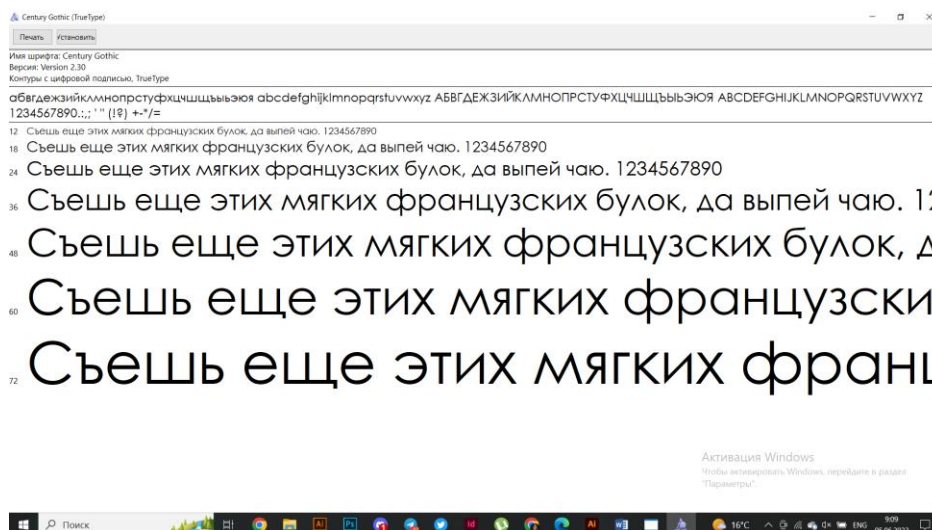 Century Gothic (TrueType)
Печать Установить
Имя шрифта: Century Gothic
Версия: Version 2.30
Контуры с цифровой подписью, TrueType
абвгдежзийклмнопрстуфхцчшщъыьэюя abcdefghijklmnopqrstuvwxyz АБВГДЕЖЗИЙКЛМНОПРСТУФХЦЧШЩЪЫЬЭЮЯ ABCDEFGHIJKLMNOPQRSTUVWXYZ
1234567890.:,; ' " (!?) +-*/=
12 Съешь еще этих мягких французских булок, да выпей чаю. 1234567890
18 Съешь еще этих мягких французских булок, да выпей чаю. 1234567890
24 Съешь еще этих мягких французских булок, да выпей чаю. 1234567890
36 Съешь еще этих мягких французских булок, да выпей чаю. 12
48 Съешь еще этих мягких французских булок, д
60 Съешь еще этих мягких французски
72 Съешь еще этих мягких франц
Активация Windows
Чтобы активировать Windows, перейдите в раздел
"Параметры".
Поиск 16°C ENG 9:09